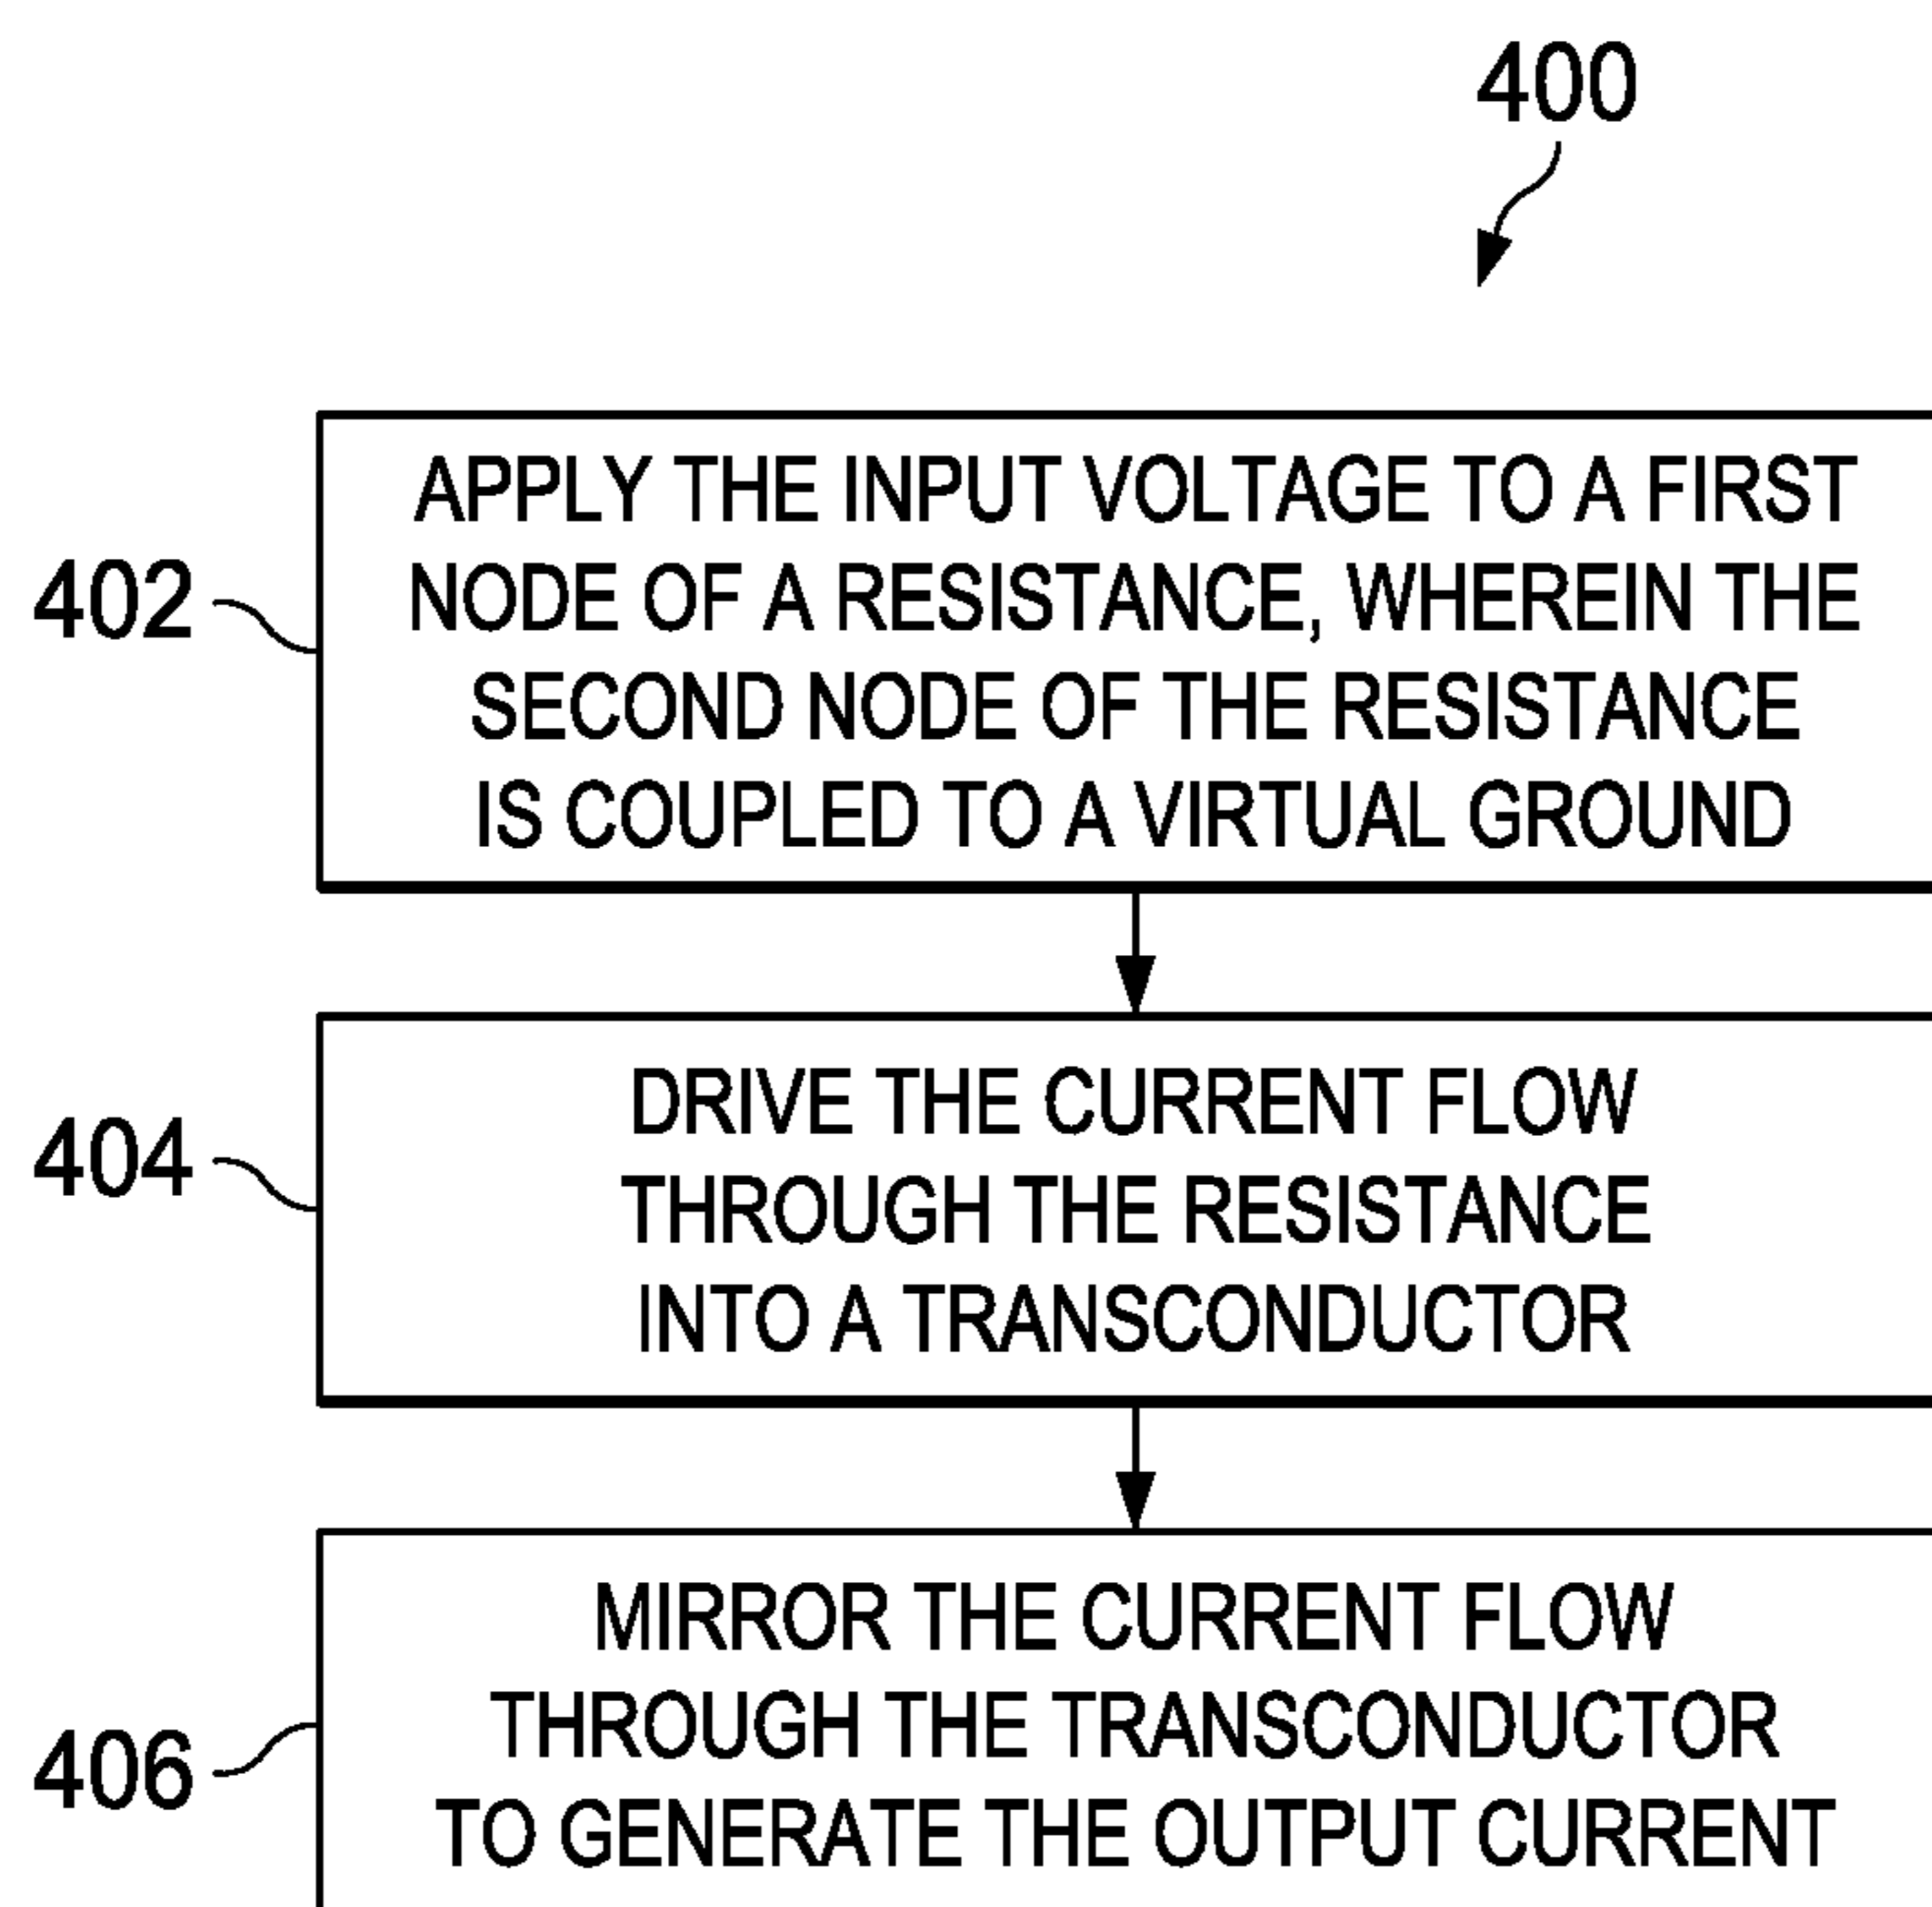 400
402
APPLY THE INPUT VOLTAGE TO A FIRST
NODE OF A RESISTANCE, WHEREIN THE
SECOND NODE OF THE RESISTANCE
IS COUPLED TO A VIRTUAL GROUND
404
DRIVE THE CURRENT FLOW
THROUGH THE RESISTANCE
INTO A TRANSCONDUCTOR
406
MIRROR THE CURRENT FLOW
THROUGH THE TRANSCONDUCTOR
TO GENERATE THE OUTPUT CURRENT